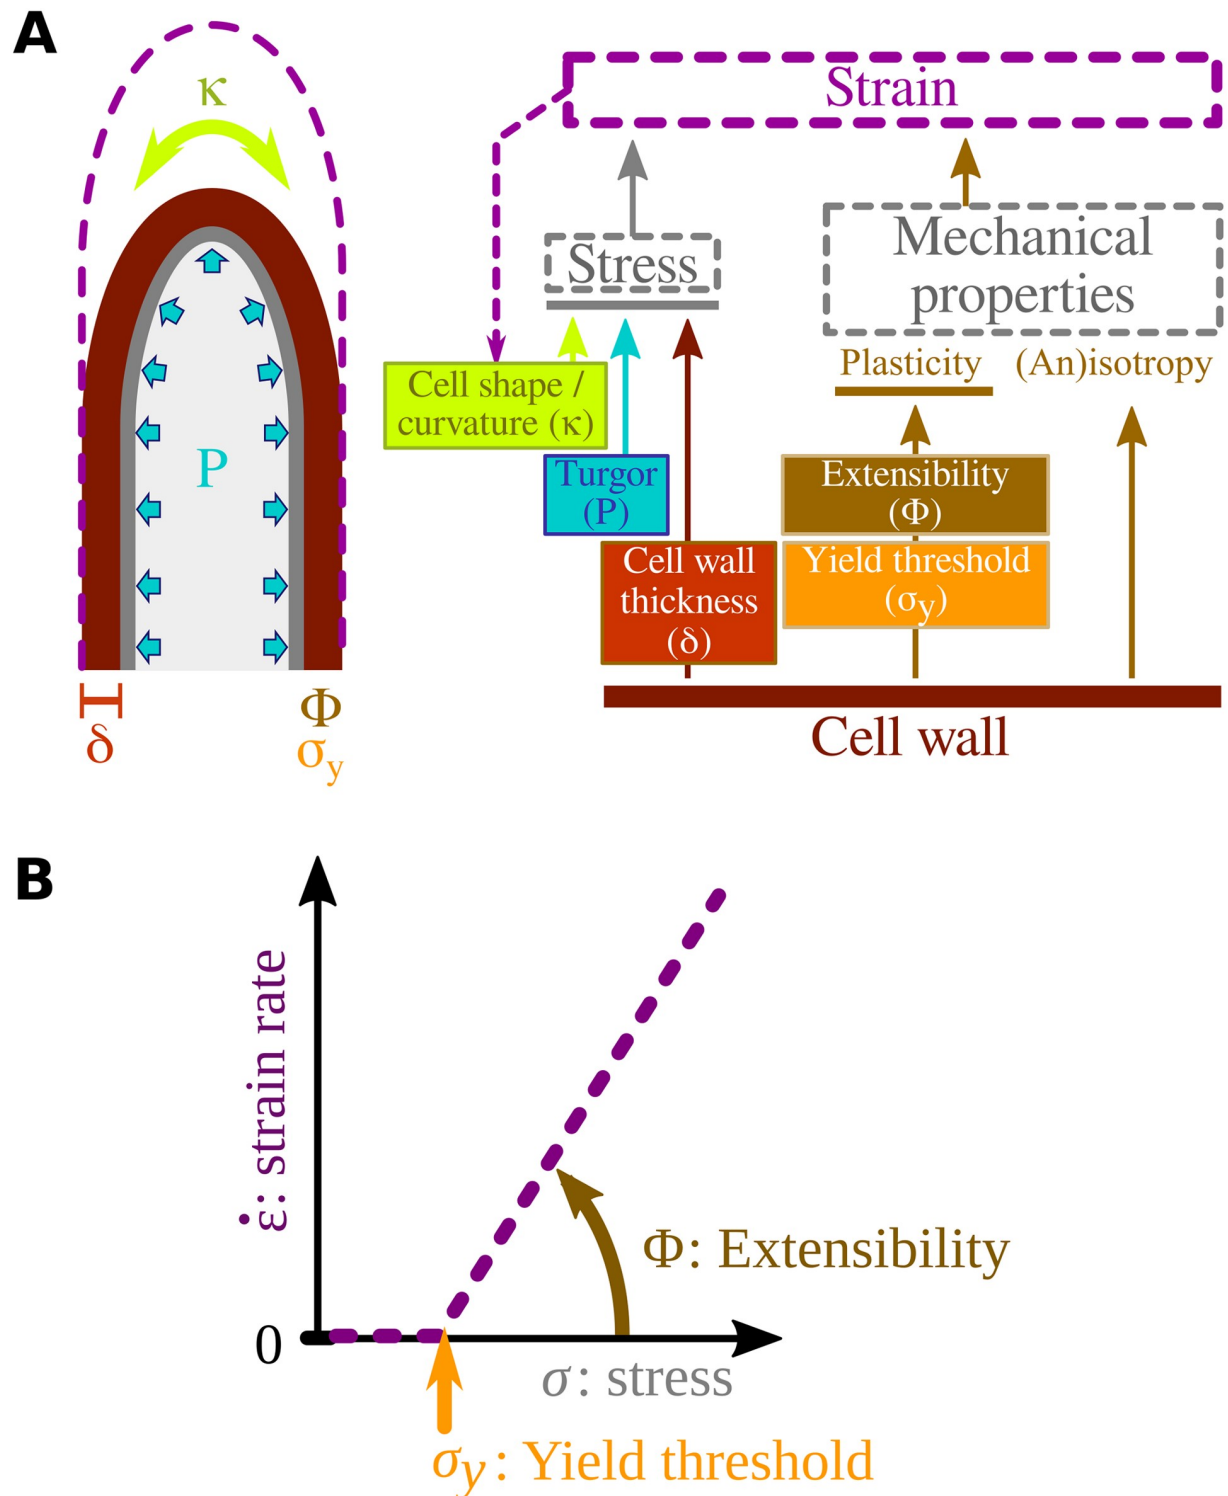 A
κ
P
δ
Φ
σy
Strain
Stress
Mechanical
properties
Plasticity
(An)isotropy
Cell shape /
curvature (κ)
Turgor
(P)
Extensibility
(Φ)
Cell wall
thickness
(δ)
Yield threshold
(σy)
Cell wall
B
ε̇: strain rate
Φ: Extensibility
0
σ: stress
σy: Yield threshold